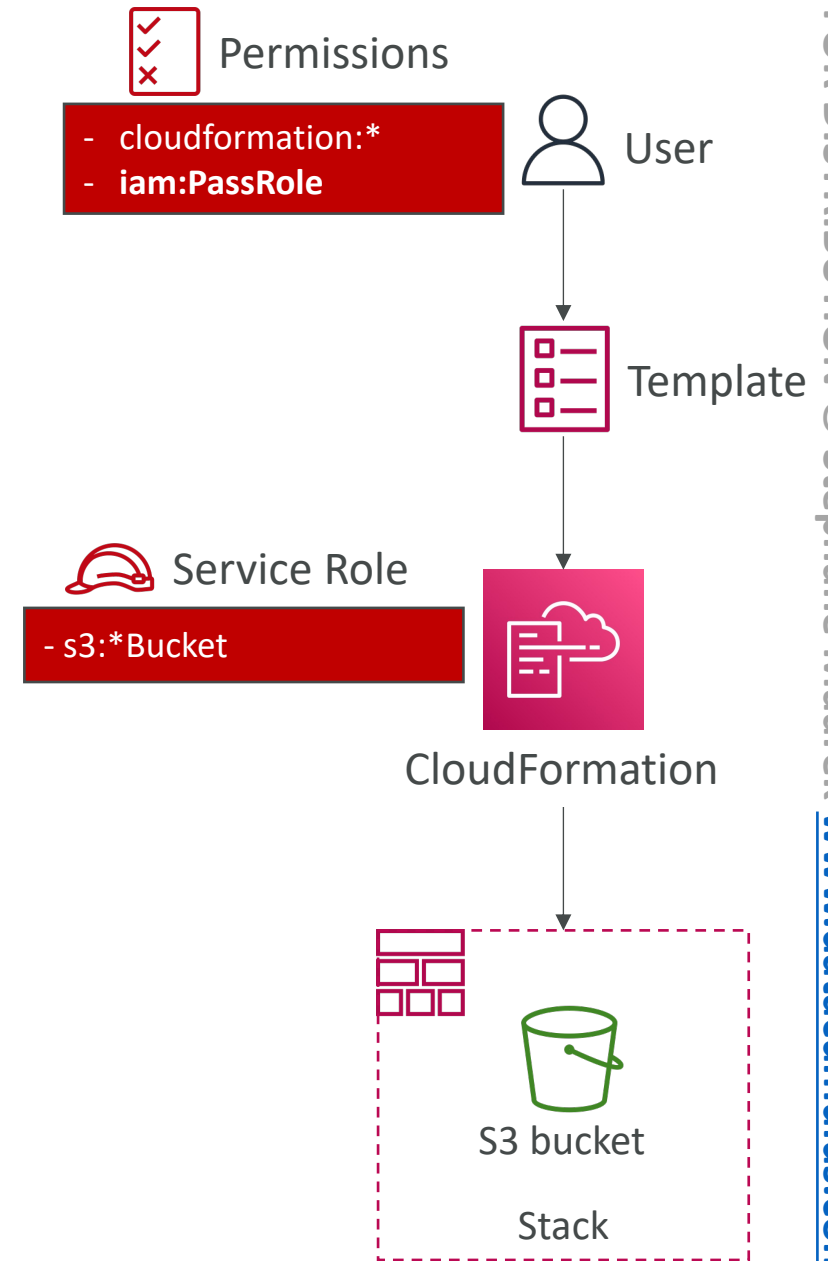 Permissions
- cloudformation:*
- iam:PassRole
User
Template
Service Role
- s3:*Bucket
CloudFormation
S3 bucket
Stack